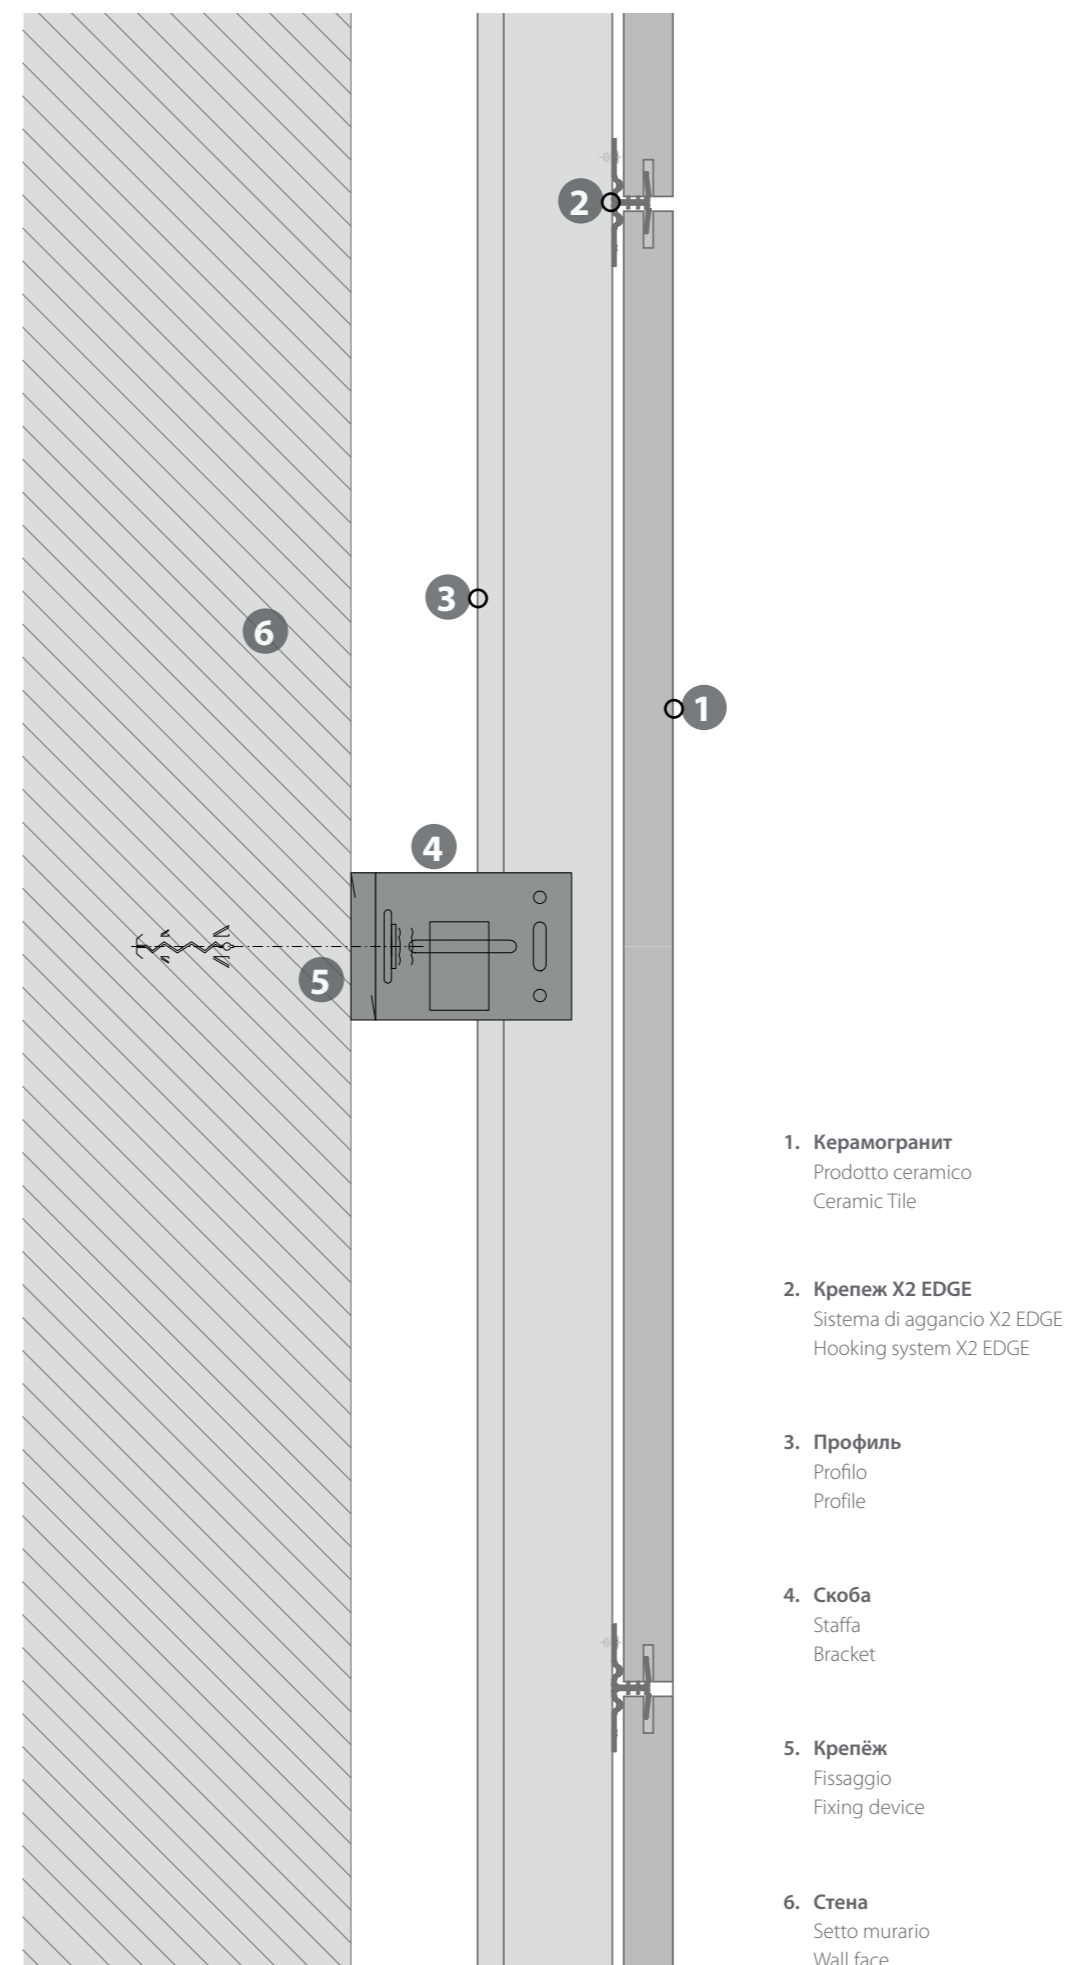 2
3
6
1
4
5
1. Керамогранит
Prodotto ceramico
Ceramic Tile
2. Крепеж X2 EDGE
Sistema di aggancio X2 EDGE
Hooking system X2 EDGE
3. Профиль
Profilo
Profile
4. Скоба
Staffa
Bracket
5. Крепёж
Fissaggio
Fixing device
6. Стена
Setto murario
Wall face